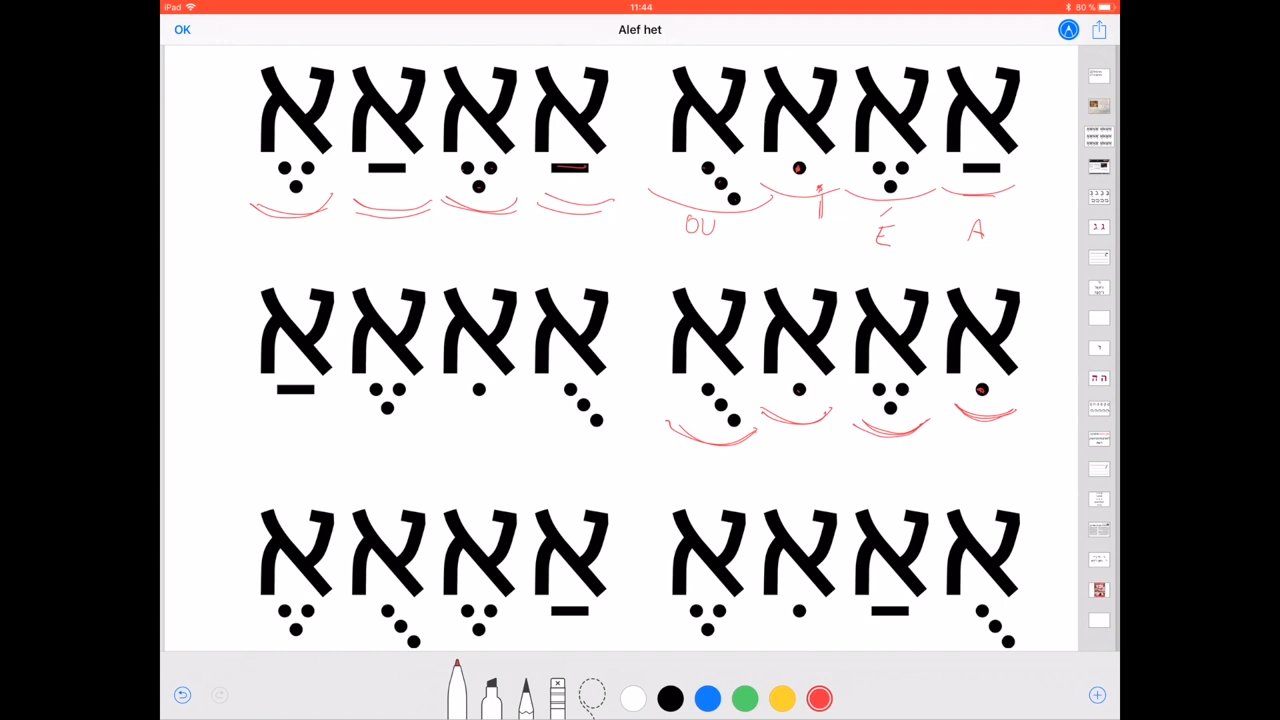 iPad 11:44 80 %
OK Alef het
אַ אֶ אִ אֻ אַ אֶ אַ אֶ
OU I É A
אִ אֶ אִ אֻ אֻ אִ אֶ אַ
אֻ אַ אִ אֶ אַ אֶ אֻ אֶ